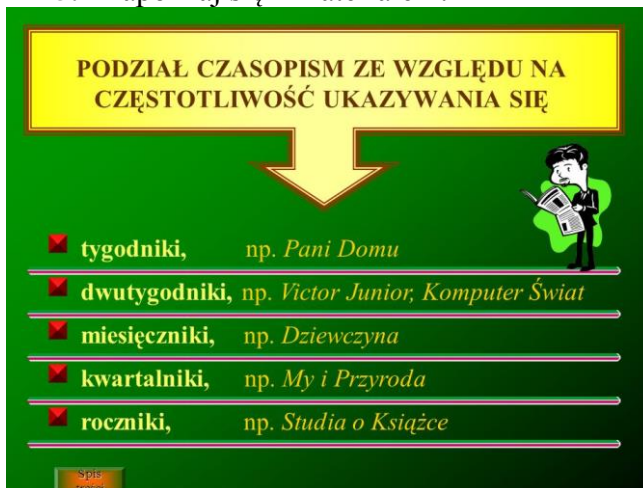 PODZIAŁ CZASOPISM ZE WZGLĘDU NA
CZĘSTOTLIWOŚĆ UKAZYWANIA SIĘ
tygodniki, np. Pani Domu
dwutygodniki, np. Victor Junior, Komputer Świat
miesięczniki, np. Dziewczyna
kwartalniki, np. My i Przyroda
roczniki, np. Studia o Książce
Spis